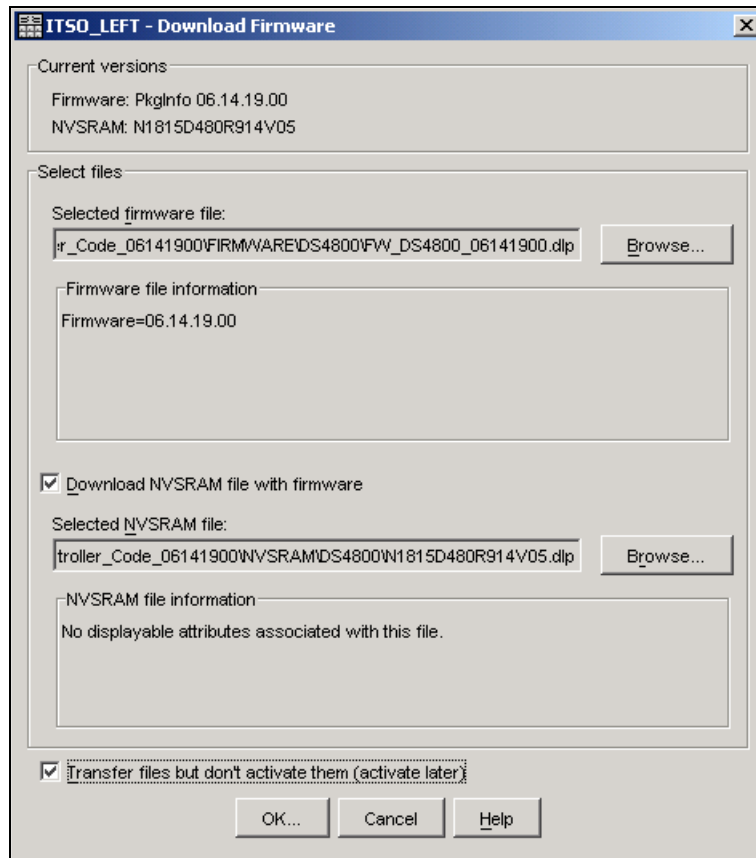 ITSO_LEFT - Download Firmware
Current versions
Firmware: PkgInfo 06.14.19.00
NVSRAM: N1815D480R914V05
Select files
Selected firmware file:
r_Code_06141900\FIRMWARE\DS4800\FW_DS4800_06141900.dlp
Browse...
Firmware file information
Firmware=06.14.19.00
Download NVSRAM file with firmware
Selected NVSRAM file:
troller_Code_06141900\NVSRAM\DS4800\N1815D480R914V05.dlp
Browse...
NVSRAM file information
No displayable attributes associated with this file.
Transfer files but don't activate them (activate later)
OK...
Cancel
Help